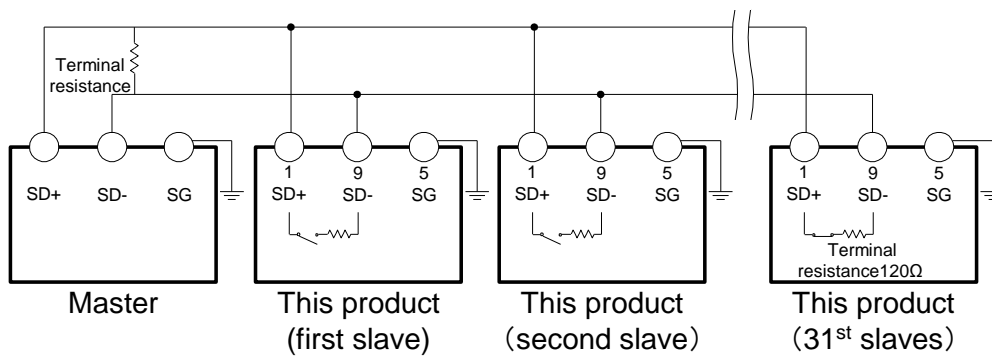 Terminal
resistance
SD+ SD- SG
1 9 5
SD+ SD- SG
1 9 5
SD+ SD- SG
1 9 5
SD+ SD- SG
Terminal
resistance120Ω
Master
This product
(first slave)
This product
（second slave）
This product
（31st slaves）